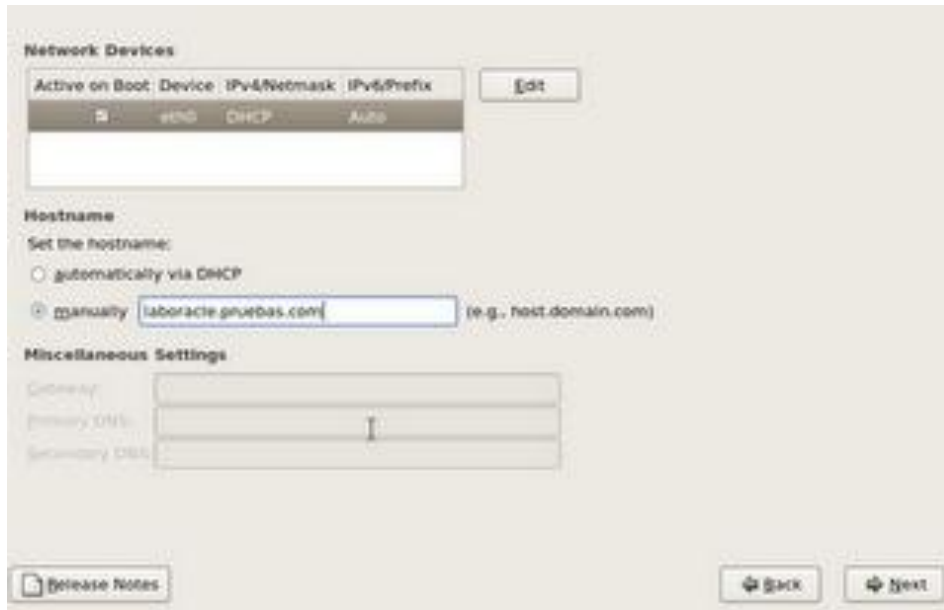 Network Devices
Active on Boot Device IPv4/Netmask IPv6/Prefix
Edit
eth0 DHCP Auto
Hostname
Set the hostname:
automatically via DHCP
manually laboracle.pruebas.com (e.g., host.domain.com)
Miscellaneous Settings
Gateway:
Primary DNS:
Secondary DNS:
Release Notes
Back
Next